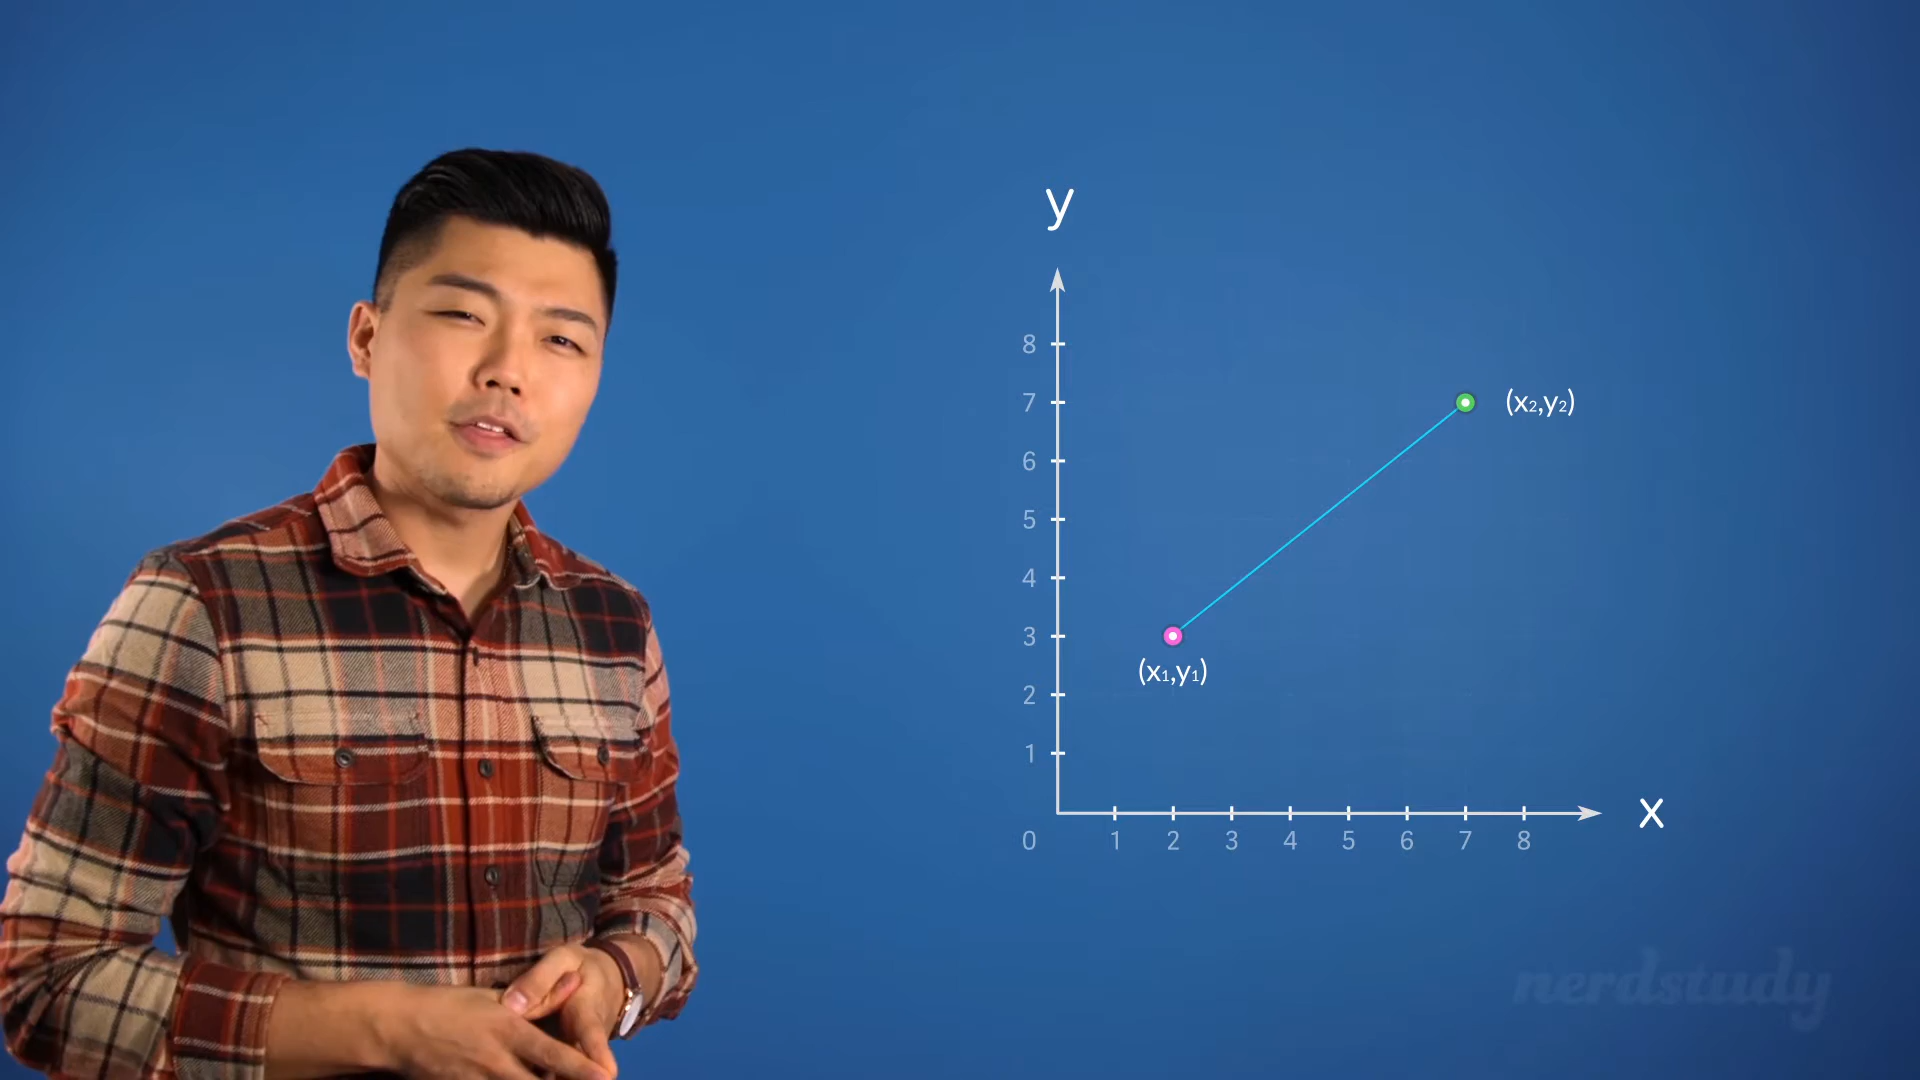 y
8
7
(x₂,y₂)
6
5
4
3
(x₁,y₁)
2
1
x
0 1 2 3 4 5 6 7 8
nerdstudy